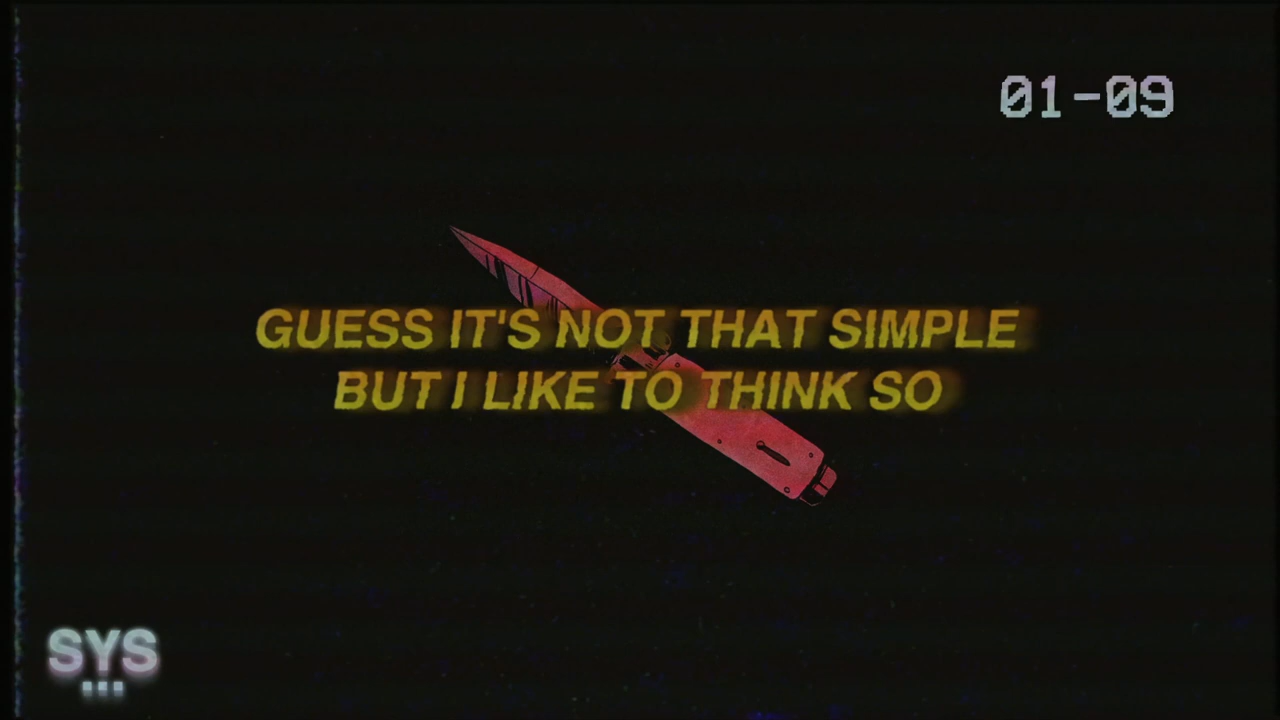 01-09
GUESS IT'S NOT THAT SIMPLE
BUT I LIKE TO THINK SO
SYS